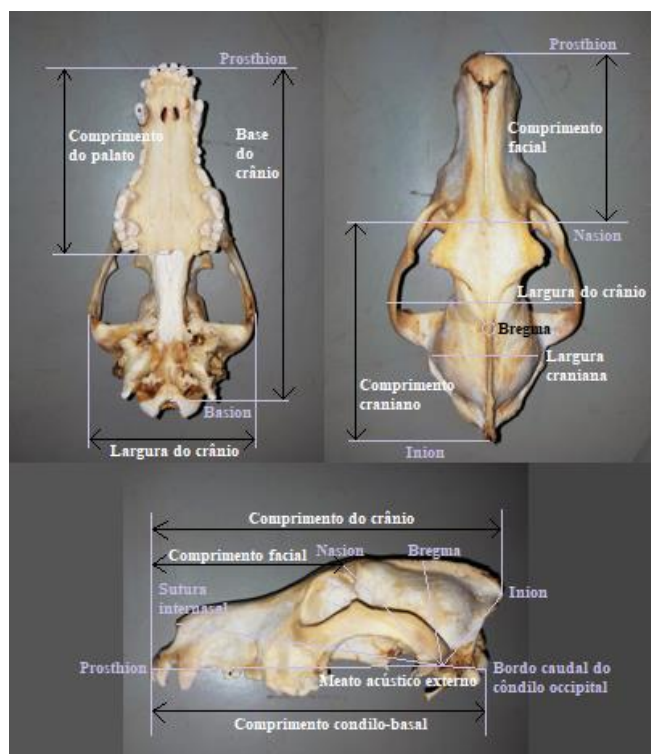 Prosthion
Comprimento
do palato
Base
do
crânio
Basion
Largura do crânio
Prosthion
Comprimento
facial
Nasion
Largura do crânio
Bregma
Largura
craniana
Comprimento
craniano
Inion
Comprimento do crânio
Comprimento facial
Nasion
Bregma
Sutura
internasal
Inion
Prosthion
Meato acústico externo
Bordo caudal do
côndilo occipital
Comprimento condilo-basal